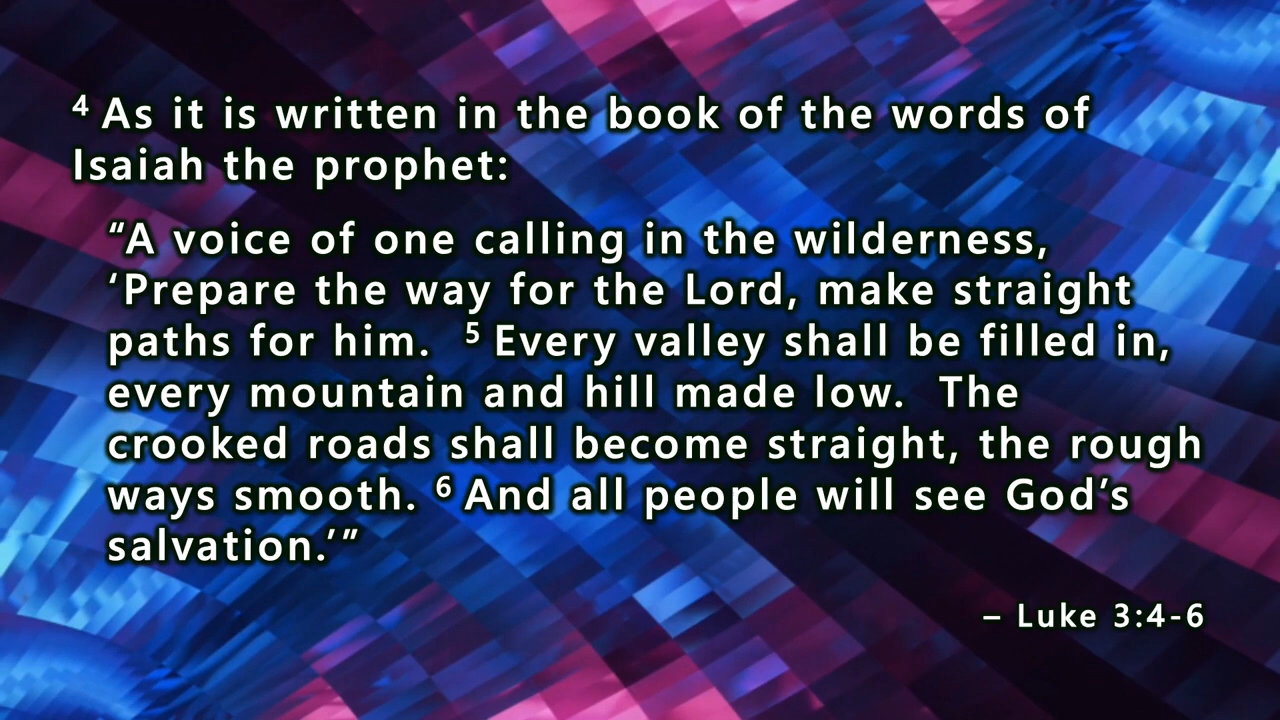 ⁴ As it is written in the book of the words of
Isaiah the prophet:
“A voice of one calling in the wilderness,
‘Prepare the way for the Lord, make straight
paths for him.  ⁵ Every valley shall be filled in,
every mountain and hill made low.  The
crooked roads shall become straight, the rough
ways smooth. ⁶ And all people will see God’s
salvation.’”
– Luke 3:4-6